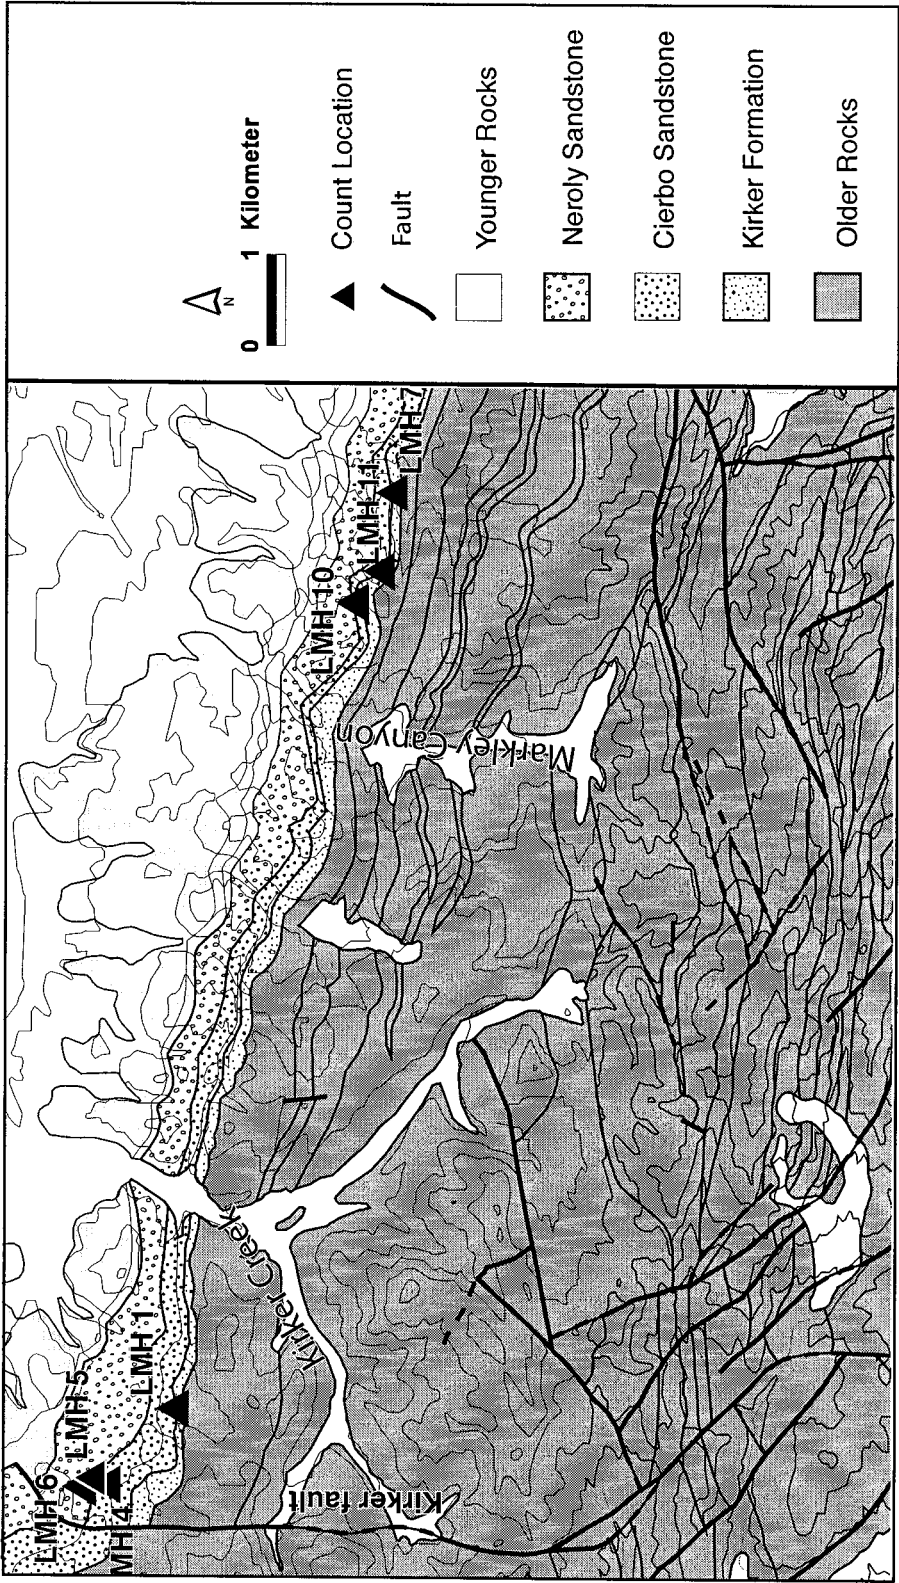 LMH 6
MH 4
LMH 5
LMH 1
Kirker fault
Kirker Creek
Markley Canyon
LMH 10
LMH 11
LMH 7
N
0 1 Kilometer
Count Location
Fault
Younger Rocks
Neroly Sandstone
Cierbo Sandstone
Kirker Formation
Older Rocks